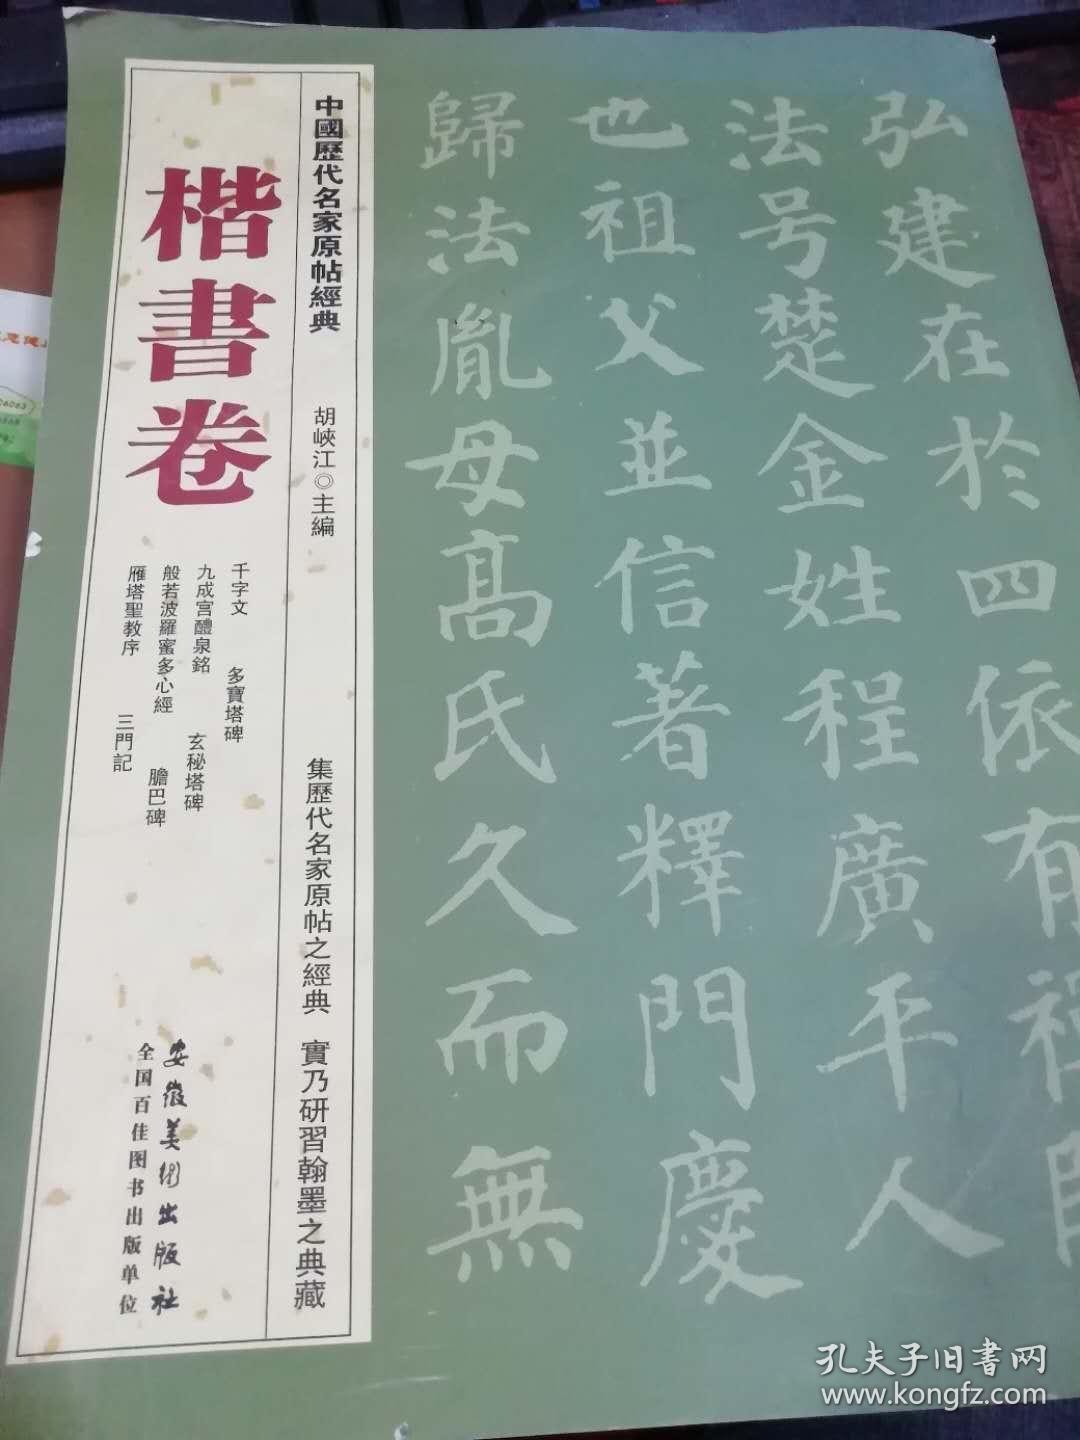 中國歷代名家原帖經典
胡峽江◎主編
集歷代名家原帖之經典 實乃研習翰墨之典藏
楷書卷
千字文 多寶塔碑
九成宮醴泉銘 玄秘塔碑
般若波羅蜜多心經 膽巴碑
雁塔聖教序 三門記
安徽美術出版社
全国百佳图书出版单位
弘建在於四依有
法号楚金姓程廣平人
也祖父並信著釋門慶
歸法胤母高氏久而無
孔夫子旧書网
www.kongfz.com